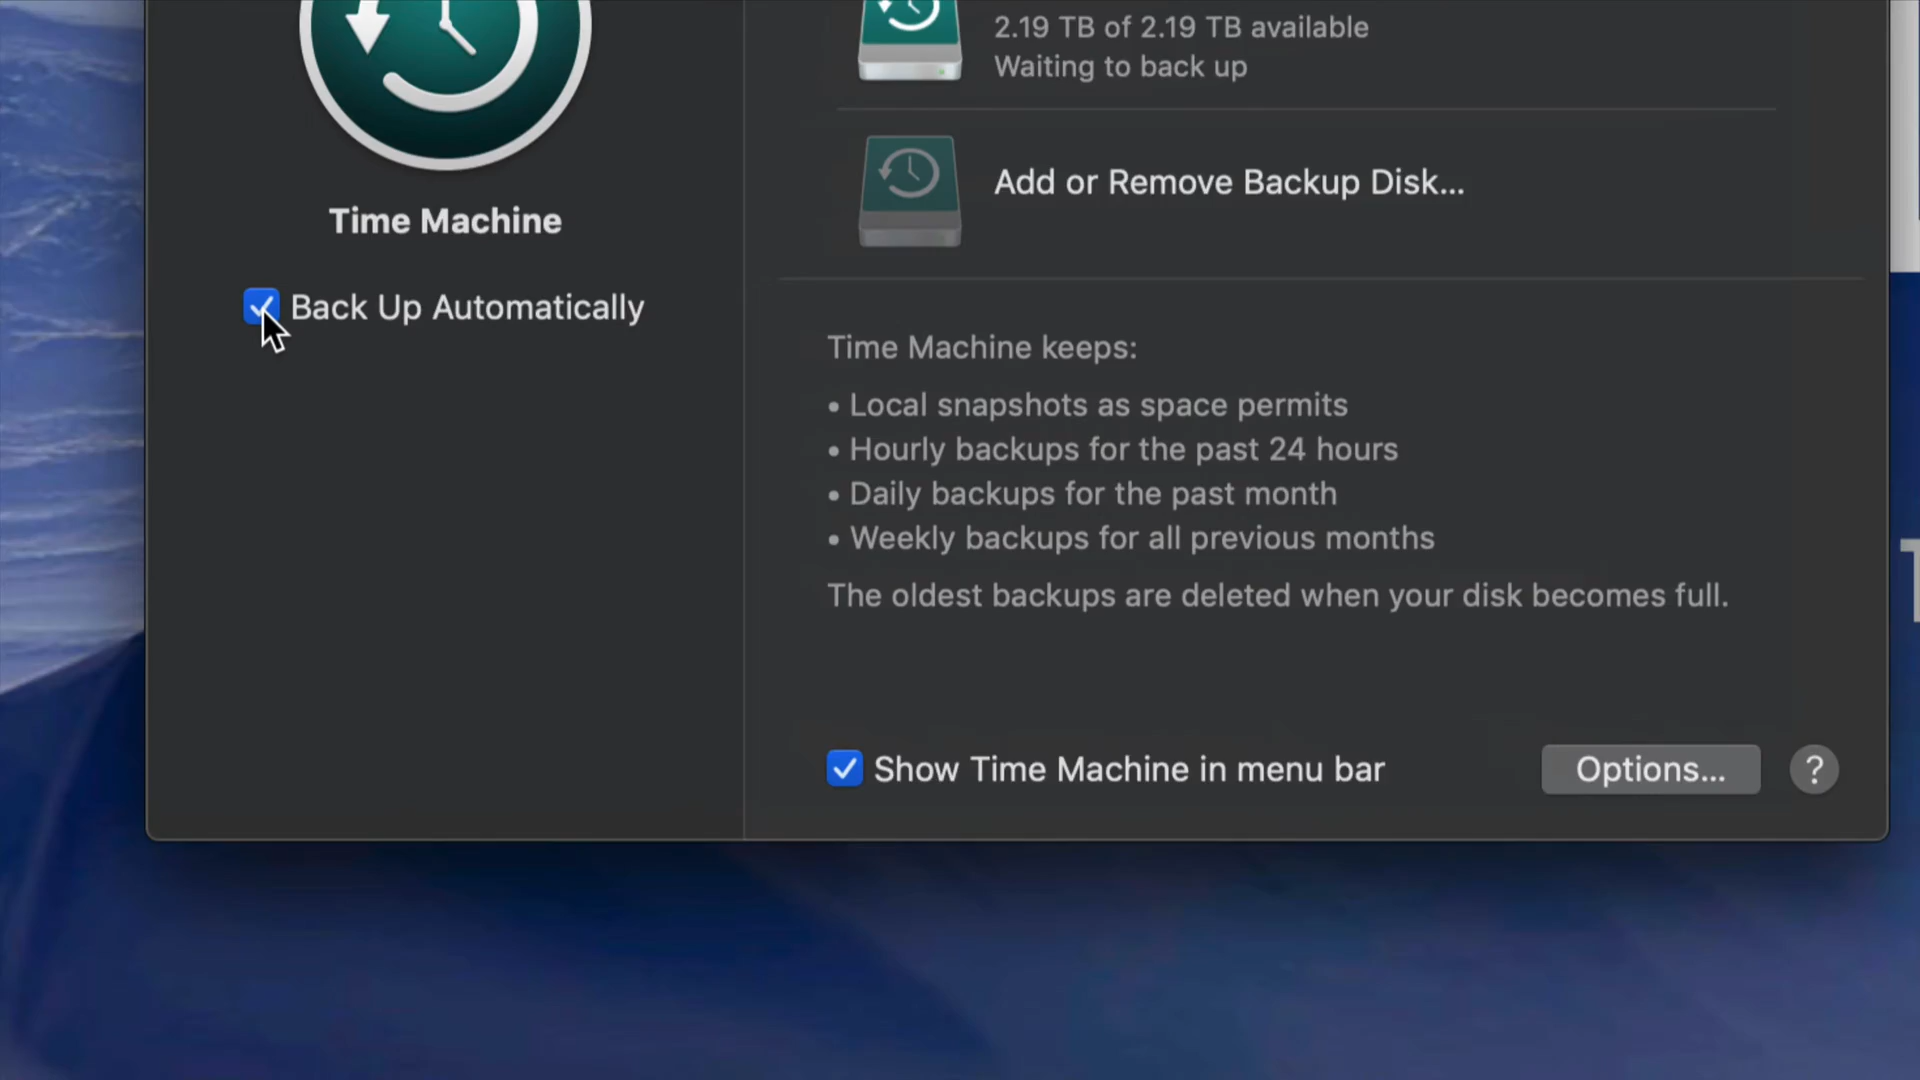 2.19 TB of 2.19 TB available
Waiting to back up
Add or Remove Backup Disk...
Time Machine
Back Up Automatically
Time Machine keeps:
• Local snapshots as space permits
• Hourly backups for the past 24 hours
• Daily backups for the past month
• Weekly backups for all previous months
The oldest backups are deleted when your disk becomes full.
Show Time Machine in menu bar
Options...
?